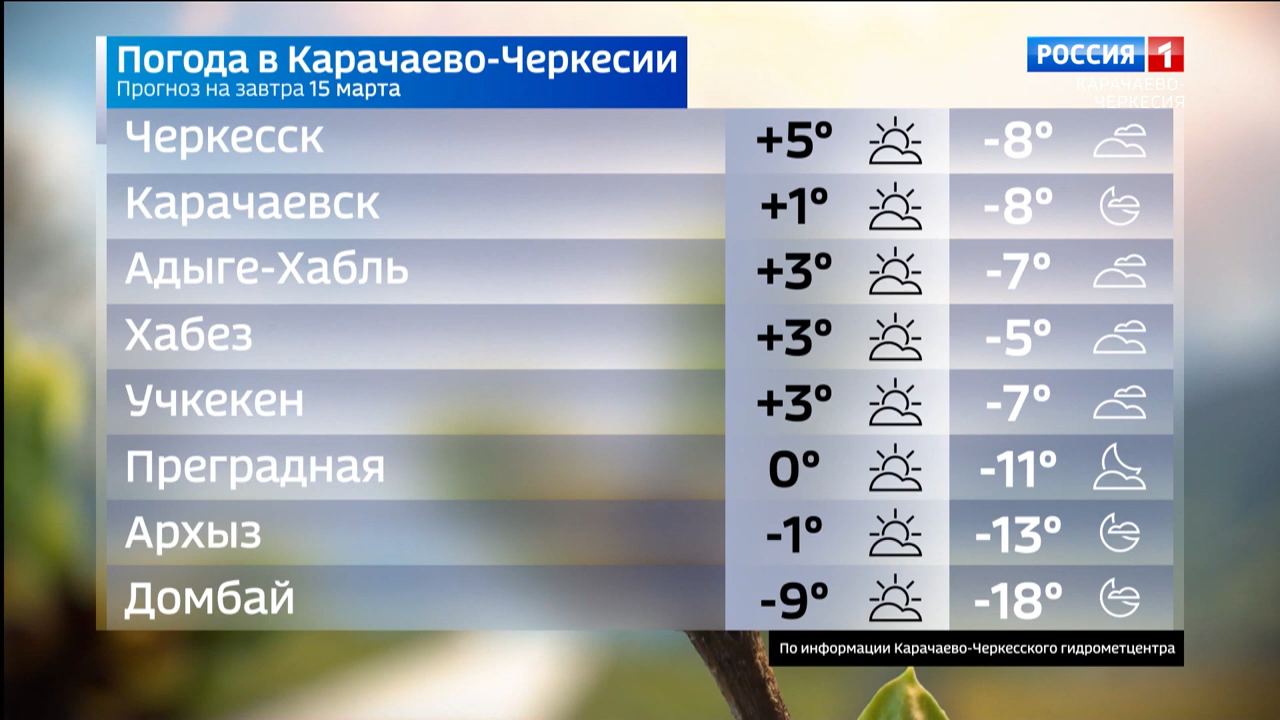 Погода в Карачаево-Черкесии
Прогноз на завтра 15 марта
РОССИЯ 1
КАРАЧАЕВО-
ЧЕРКЕСИЯ
Черкесск +5° -8°
Карачаевск +1° -8°
Адыге-Хабль +3° -7°
Хабез +3° -5°
Учкекен +3° -7°
Преградная 0° -11°
Архыз -1° -13°
Домбай -9° -18°
По информации Карачаево-Черкесского гидрометцентра